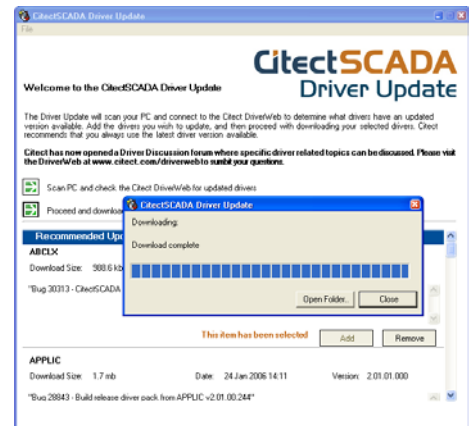 CitectSCADA Driver Update
File
CitectSCADA
Driver Update
Welcome to the CitectSCADA Driver Update
The Driver Update will scan your PC and connect to the Citect DriverWeb to determine what drivers have an updated
version available. Add the drivers you wish to update, and then proceed with downloading your selected drivers. Citect
recommends that you always use the latest driver version available.
Citect has now opened a Driver Discussion forum where specific driver related topics can be discussed. Please visit
the DriverWeb at www.citect.com/driverweb to sumbit your questions.
Scan PC and check the Citect DriverWeb for updated drivers
Proceed and downloa
CitectSCADA Driver Update
Downloading:
Download complete
Open Folder..
Close
Recommended Upd
ABCLX
Download Size: 988.6 kb
"Bug 30313 - CitectSCADA
This item has been selected
Add
Remove
APPLIC
Download Size: 1.7 mb Date: 24 Jan 2006 14:11 Version: 2.01.01.000
"Bug 28843 - Build release driver pack from APPLIC v2.01.00.244"